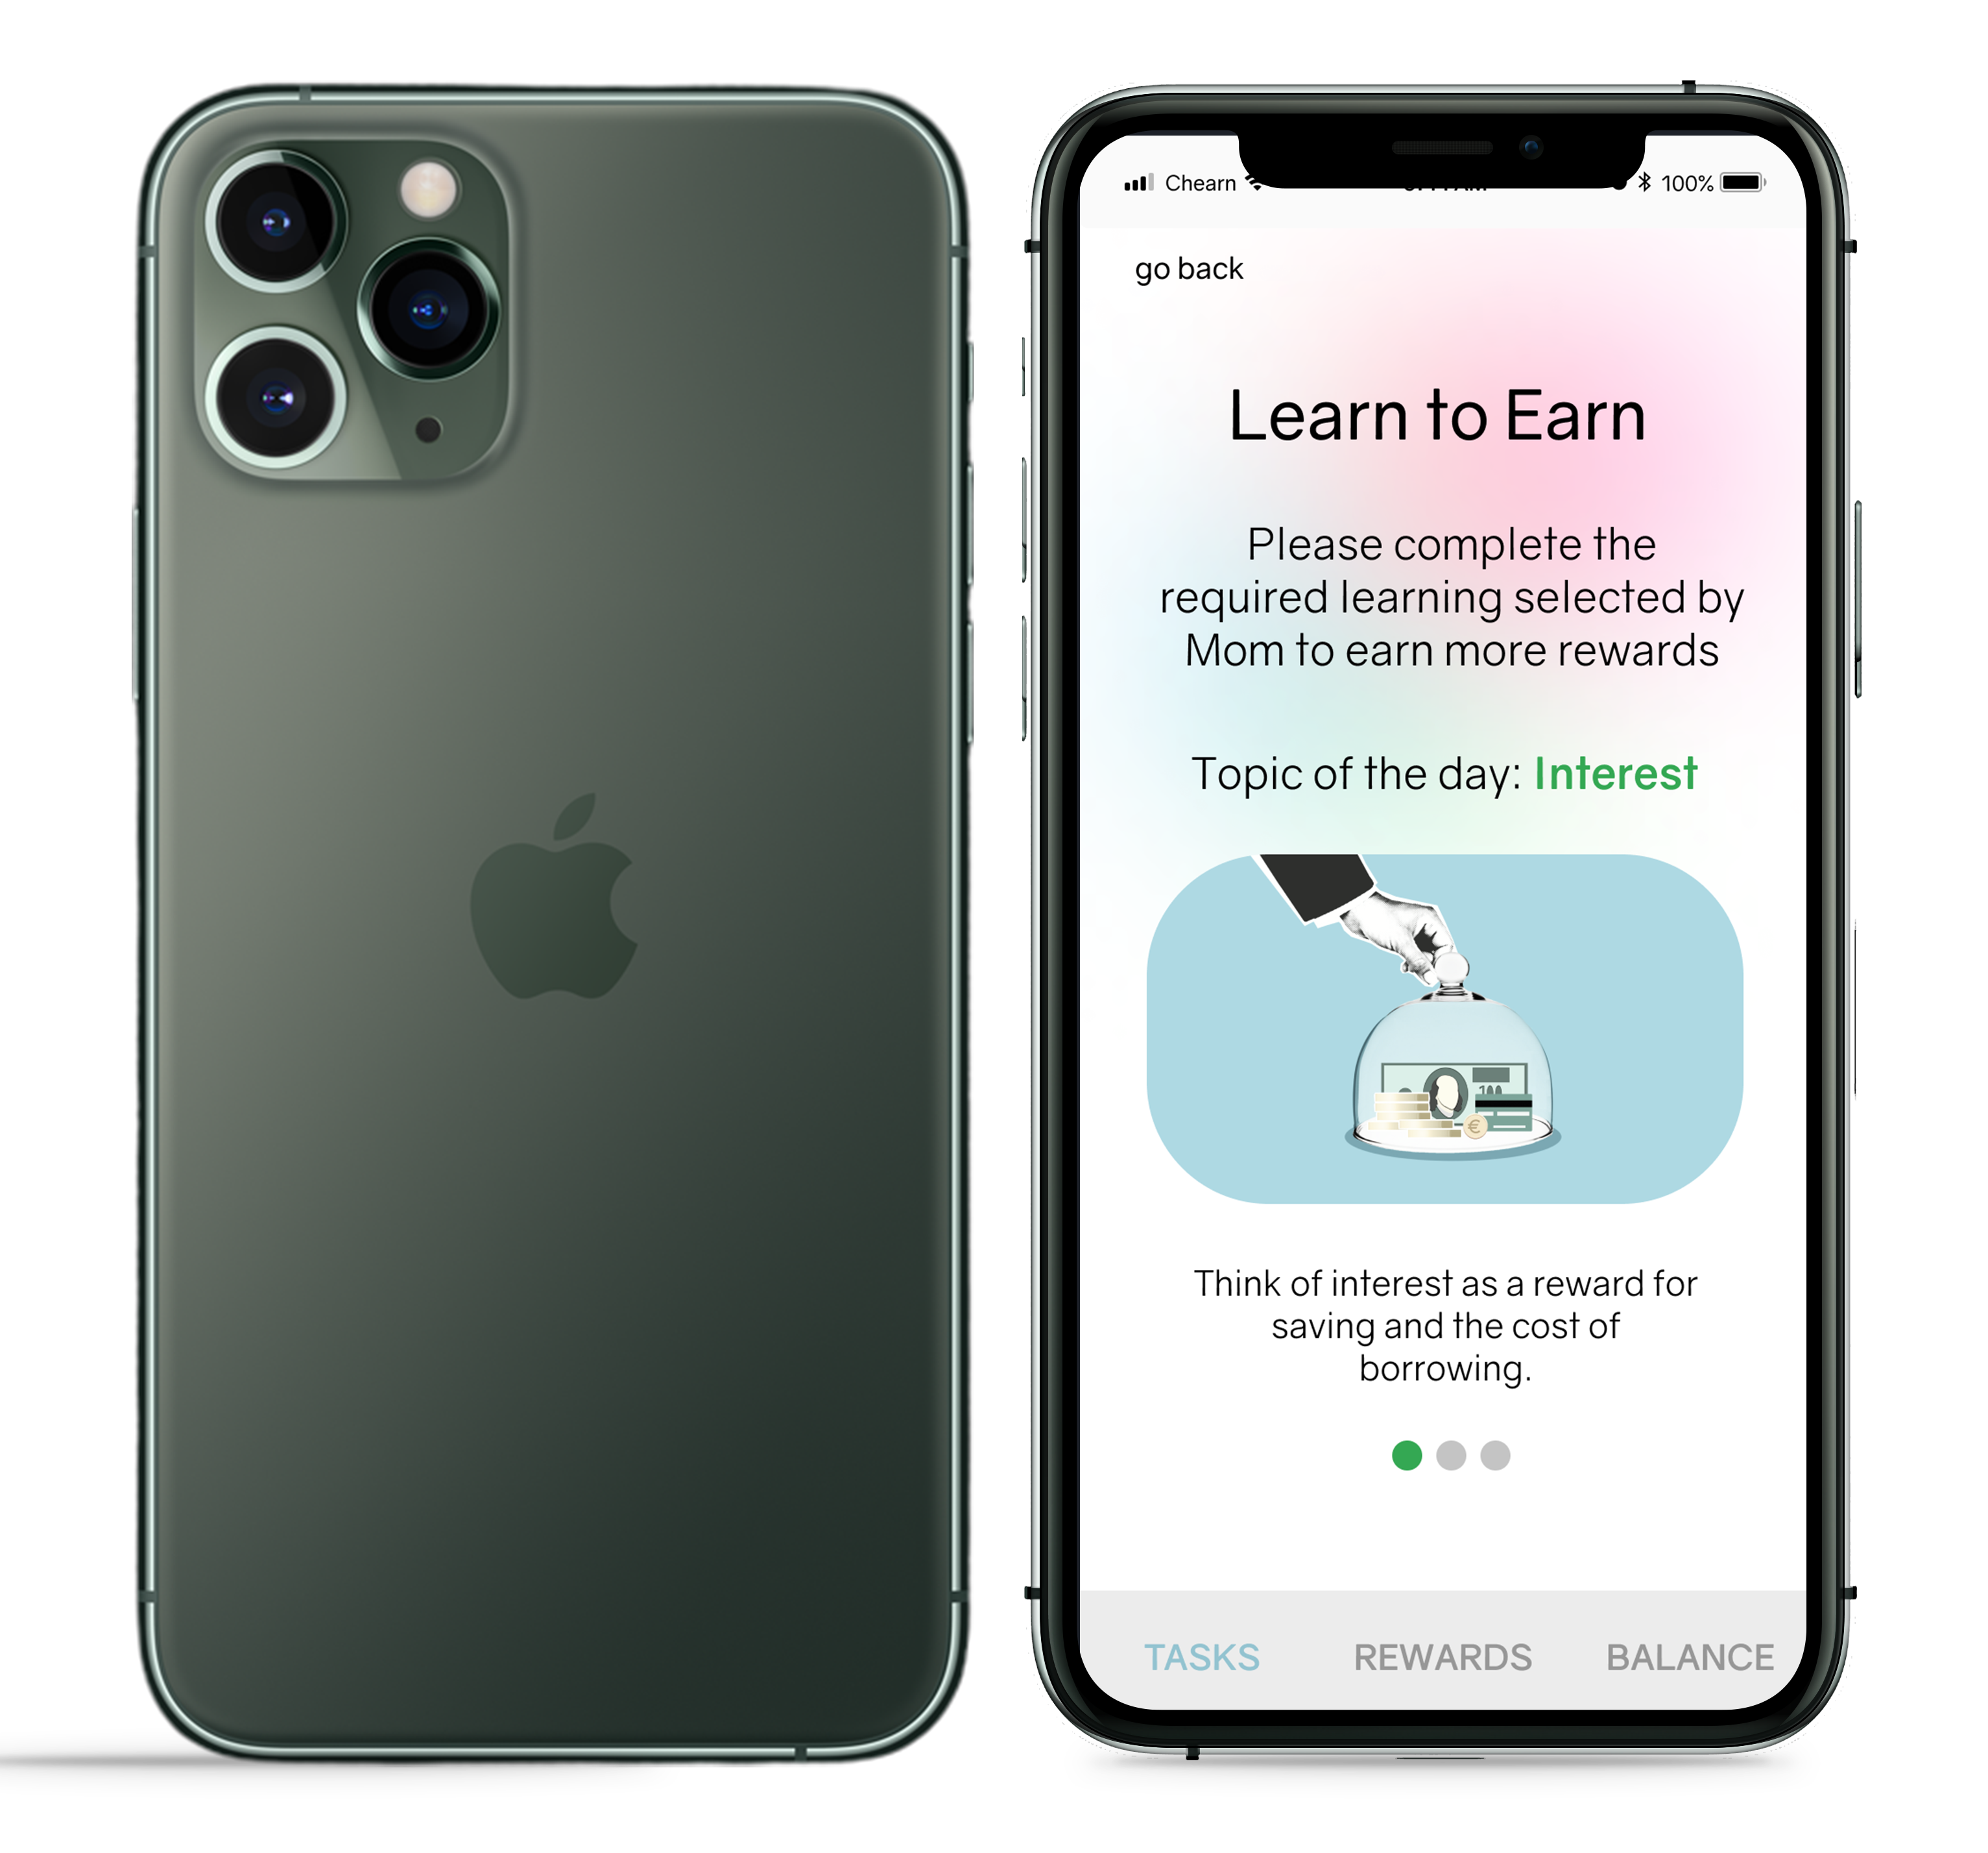 Chearn 100%
go back
Learn to Earn
Please complete the
required learning selected by
Mom to earn more rewards
Topic of the day: Interest
100
€
Think of interest as a reward for
saving and the cost of
borrowing.
TASKS REWARDS BALANCE